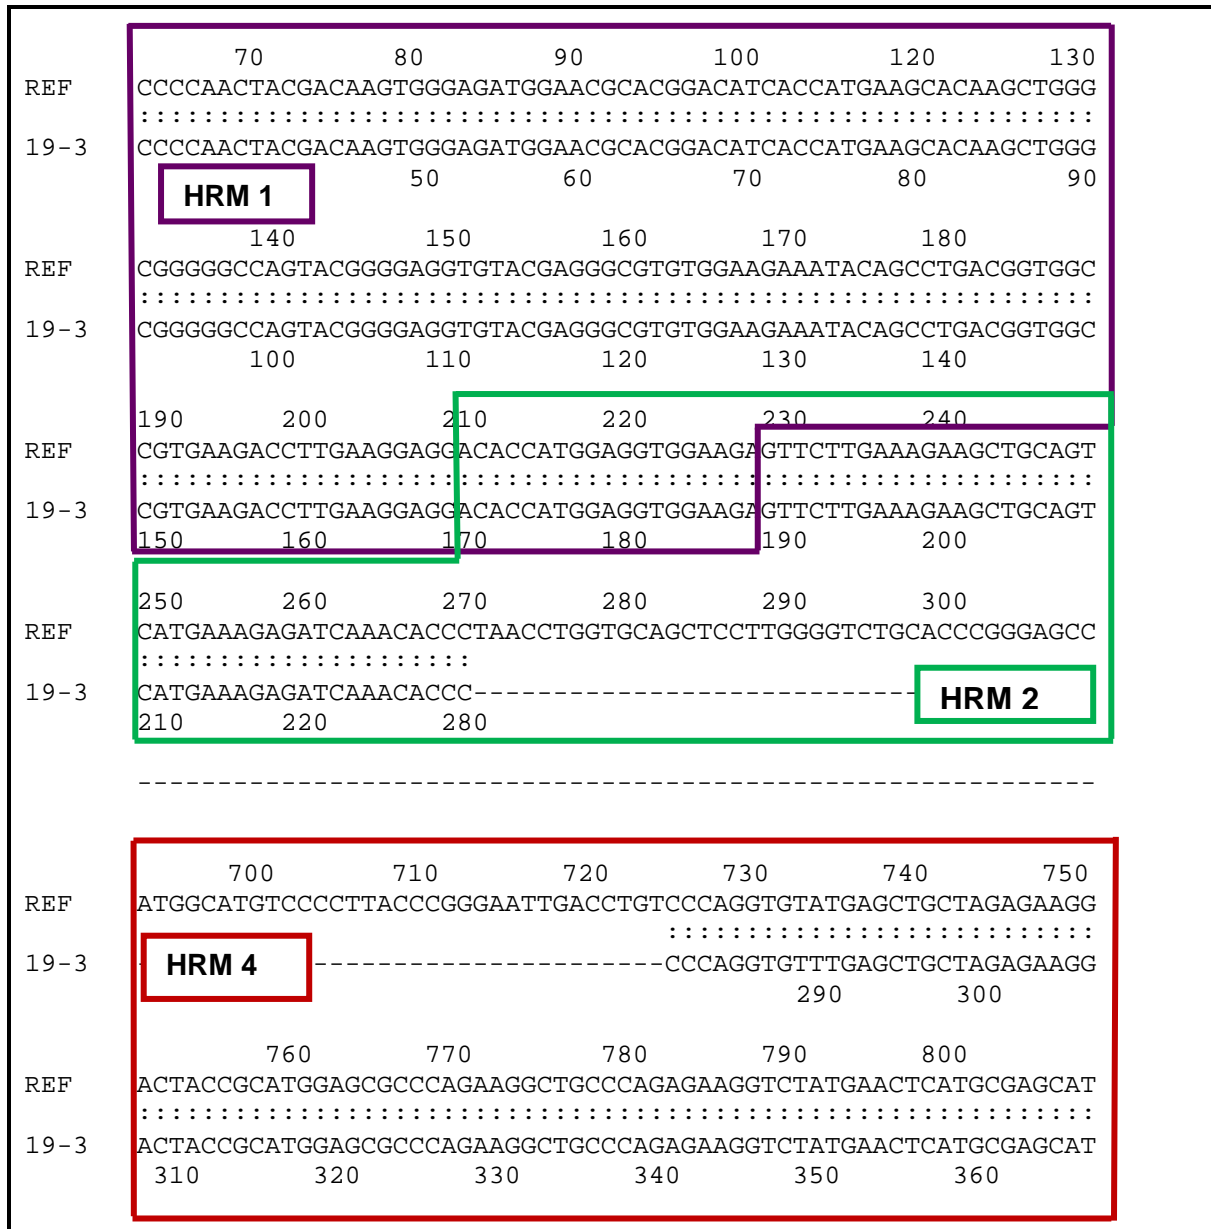 70 80 90 100 120 130
REF CCCCAACTACGACAAGTGGGAGATGGAACGCACGGACATCACCATGAAGCACAAGCTGGG
::::::::::::::::::::::::::::::::::::::::::::::::::::::::::::
19-3 CCCCAACTACGACAAGTGGGAGATGGAACGCACGGACATCACCATGAAGCACAAGCTGGG
50 60 70 80 90
HRM 1
140 150 160 170 180
REF CGGGGGCCAGTACGGGGAGGTGTACGAGGGCGTGTGGAAGAAATACAGCCTGACGGTGGC
::::::::::::::::::::::::::::::::::::::::::::::::::::::::::::
19-3 CGGGGGCCAGTACGGGGAGGTGTACGAGGGCGTGTGGAAGAAATACAGCCTGACGGTGGC
100 110 120 130 140
190 200 210 220 230 240
REF CGTGAAGACCTTGAAGGAGGACACCATGGAGGTGGAAGAGTTCTTGAAAGAAGCTGCAGT
::::::::::::::::::::::::::::::::::::::::::::::::::::::::::::
19-3 CGTGAAGACCTTGAAGGAGGACACCATGGAGGTGGAAGAGTTCTTGAAAGAAGCTGCAGT
150 160 170 180 190 200
250 260 270 280 290 300
REF CATGAAAGAGATCAAACACCCTAACCTGGTGCAGCTCCTTGGGGTCTGCACCCGGGAGCC
:::::::::::::::::::::
19-3 CATGAAAGAGATCAAACACCC----------------------------
HRM 2
210 220 280
------------------------------------------------------------
700 710 720 730 740 750
REF ATGGCATGTCCCCTTACCCGGGAATTGACCTGTCCCAGGTGTATGAGCTGCTAGAGAAGG
:::::::::::::::::::::::::::
19-3 - HRM 4 ----------------------CCCAGGTGTTTGAGCTGCTAGAGAAGG
290 300
760 770 780 790 800
REF ACTACCGCATGGAGCGCCCAGAAGGCTGCCCAGAGAAGGTCTATGAACTCATGCGAGCAT
::::::::::::::::::::::::::::::::::::::::::::::::::::::::::::
19-3 ACTACCGCATGGAGCGCCCAGAAGGCTGCCCAGAGAAGGTCTATGAACTCATGCGAGCAT
310 320 330 340 350 360